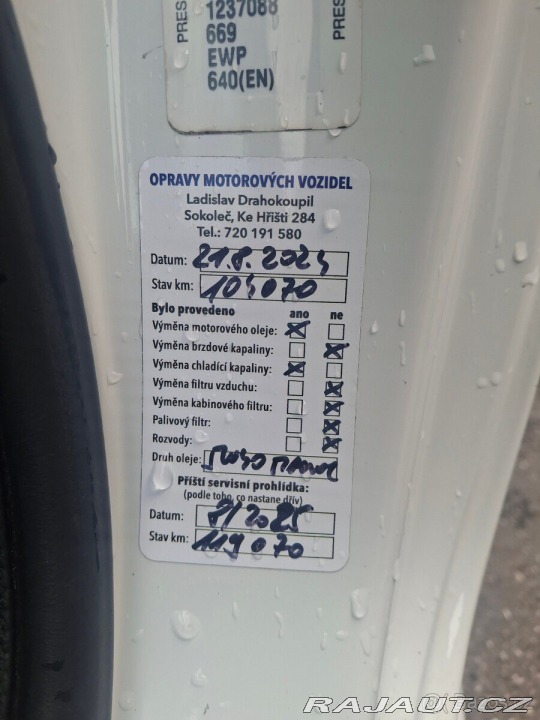 PRES
1237088
669
EWP
640(EN)
PRES
OPRAVY MOTOROVÝCH VOZIDEL
Ladislav Drahokoupil
Sokoleč, Ke Hřišti 284
Tel.: 720 191 580
Datum: 21.8.2024
Stav km: 104070
Bylo provedeno ano ne
Výměna motorového oleje:
Výměna brzdové kapaliny:
Výměna chladící kapaliny:
Výměna filtru vzduchu:
Výměna kabinového filtru:
Palivový filtr:
Rozvody:
Druh oleje: 5W40
Příští servisní prohlídka:
(podle toho, co nastane dřív)
Datum: 8/2025
Stav km: 119070
RAJAUT.CZ